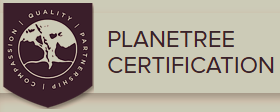 COMPASSION | QUALITY | PARTNERSHIP |
PLANETREE
CERTIFICATION